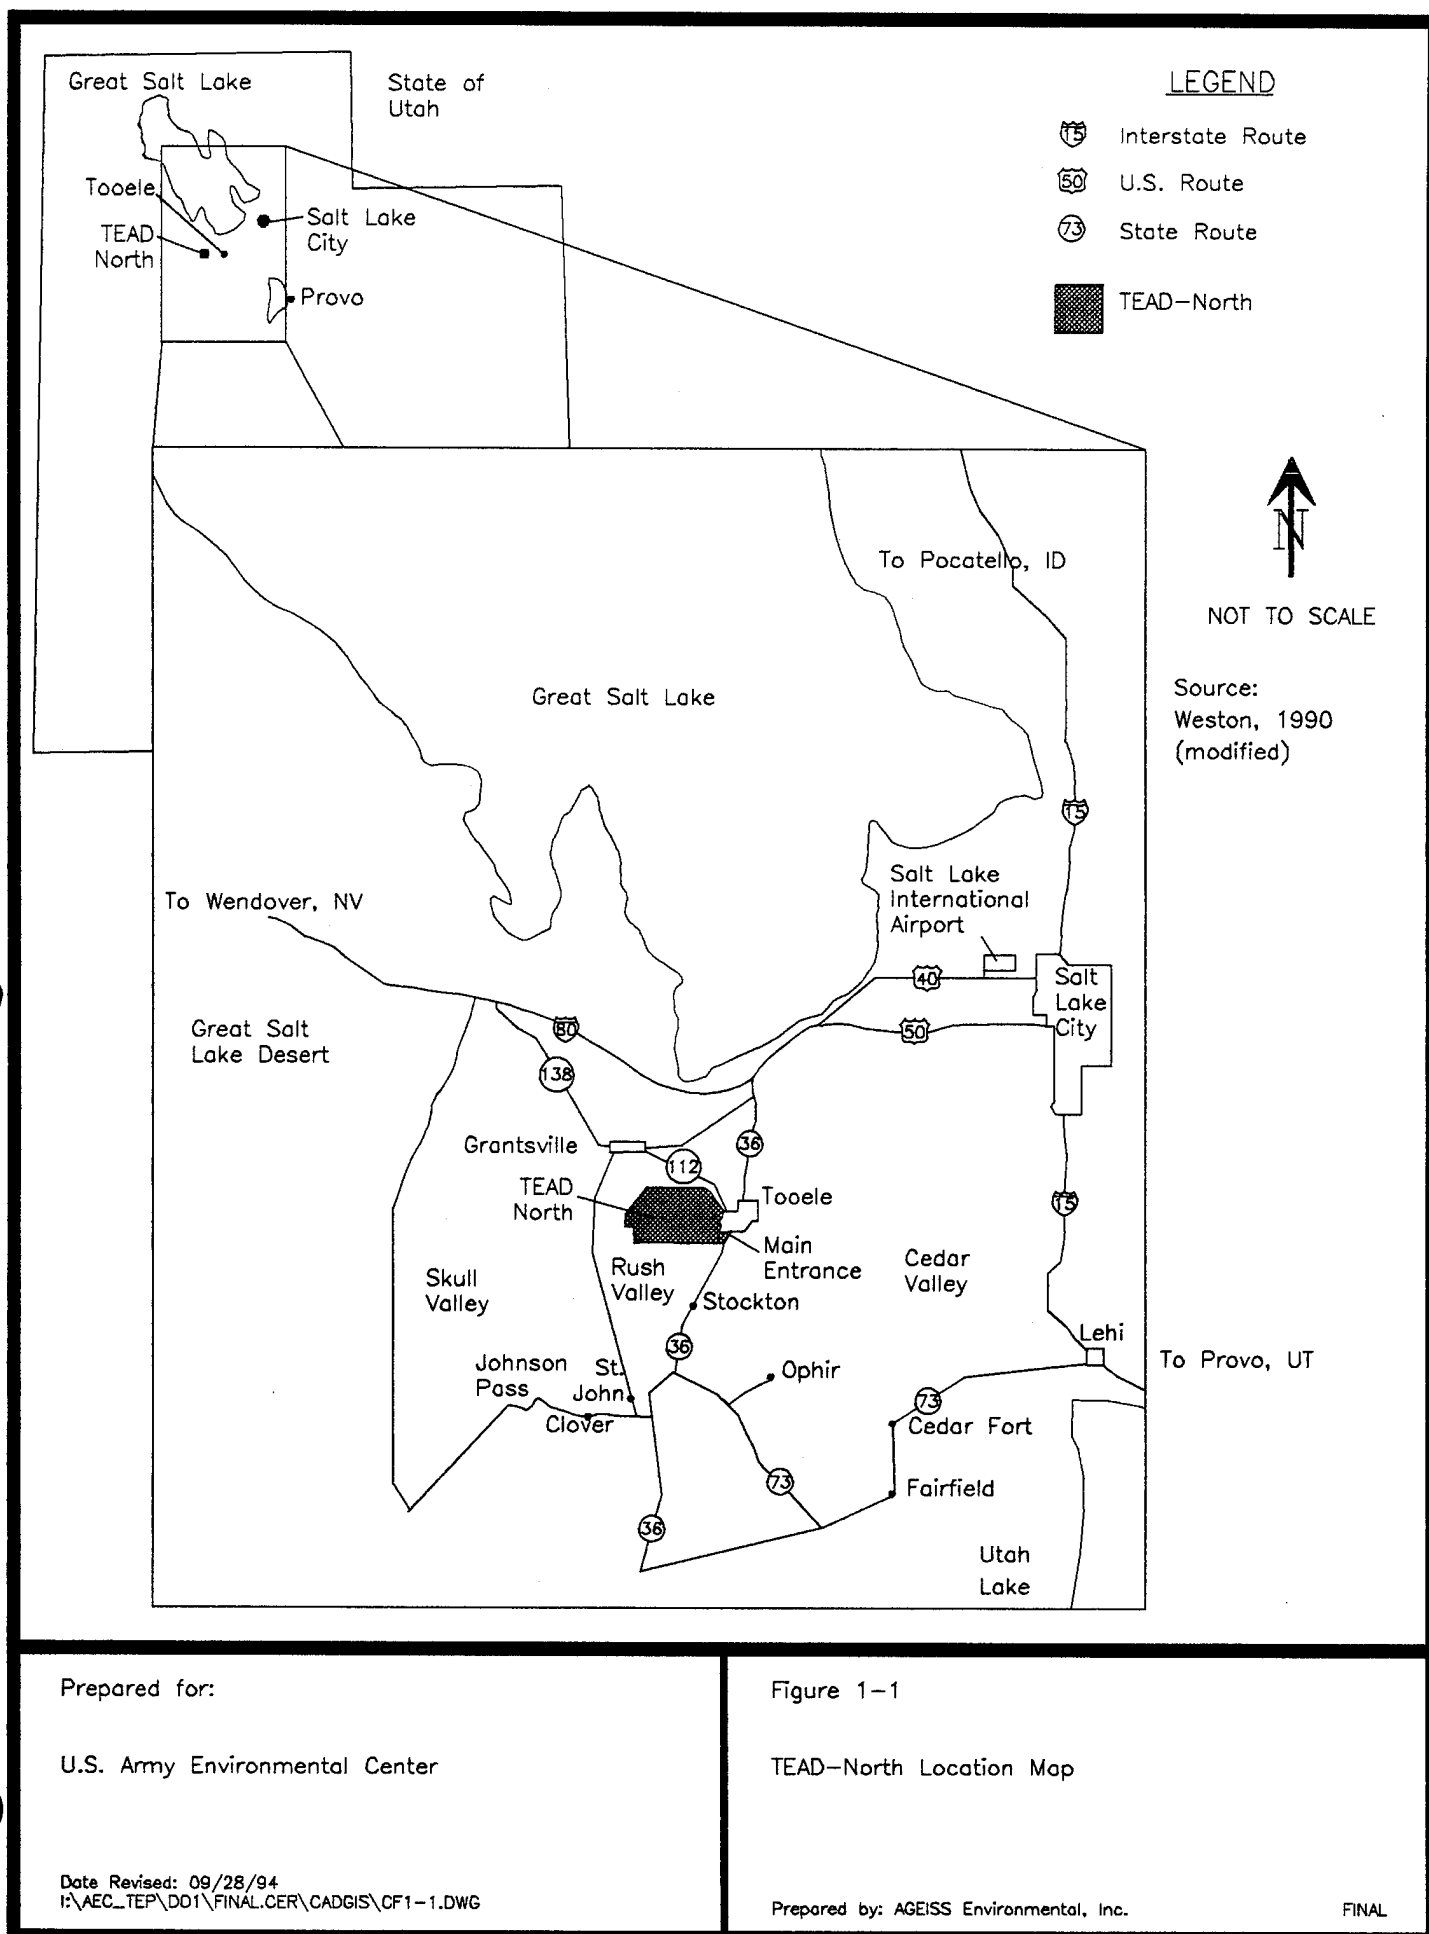 Great Salt Lake
State of
Utah
Tooele
TEAD
North
Salt Lake
City
Provo
LEGEND
15 Interstate Route
50 U.S. Route
73 State Route
TEAD-North
N
NOT TO SCALE
Source:
Weston, 1990
(modified)
To Pocatello, ID
Great Salt Lake
15
To Wendover, NV
Salt Lake
International
Airport
40
Salt
Lake
City
50
Great Salt
Lake Desert
80
138
Grantsville
36
112
TEAD
North
Tooele
15
Main
Entrance
Cedar
Valley
Rush
Valley
Skull
Valley
Stockton
36
Lehi
To Provo, UT
Johnson
Pass
St.
John
Ophir
Clover
73
Cedar Fort
73
Fairfield
36
Utah
Lake
Prepared for:
U.S. Army Environmental Center
Date Revised: 09/28/94
I:\AEC_TEP\DO1\FINAL.CER\CADGIS\CF1-1.DWG
Figure 1-1
TEAD-North Location Map
Prepared by: AGEISS Environmental, Inc.
FINAL